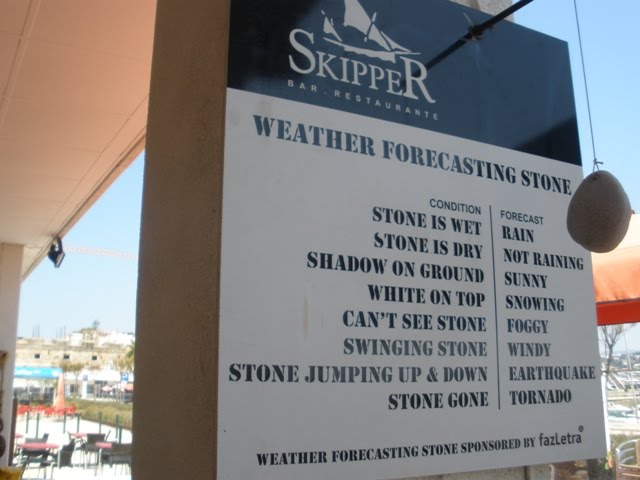 SKIPPER
BAR . RESTAURANTE
WEATHER FORECASTING STONE
CONDITION FORECAST
STONE IS WET RAIN
STONE IS DRY NOT RAINING
SHADOW ON GROUND SUNNY
WHITE ON TOP SNOWING
CAN'T SEE STONE FOGGY
SWINGING STONE WINDY
STONE JUMPING UP & DOWN EARTHQUAKE
STONE GONE TORNADO
WEATHER FORECASTING STONE SPONSORED BY fazLetra®